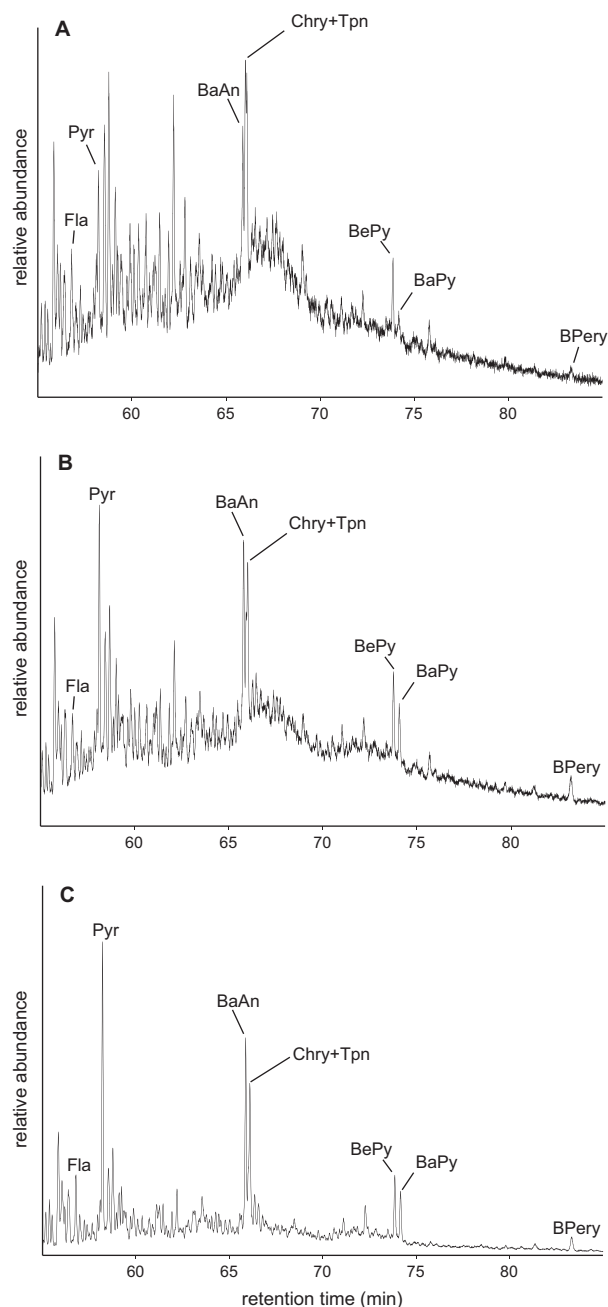 A
Chry+Tpn
BaAn
Pyr
Fla
BePy
BaPy
BPery
relative abundance
60 65 70 75 80
B
Pyr
BaAn
Chry+Tpn
BePy
BaPy
Fla
BPery
relative abundance
60 65 70 75 80
C
Pyr
BaAn
Chry+Tpn
BePy
BaPy
Fla
BPery
relative abundance
60 65 70 75 80
retention time (min)